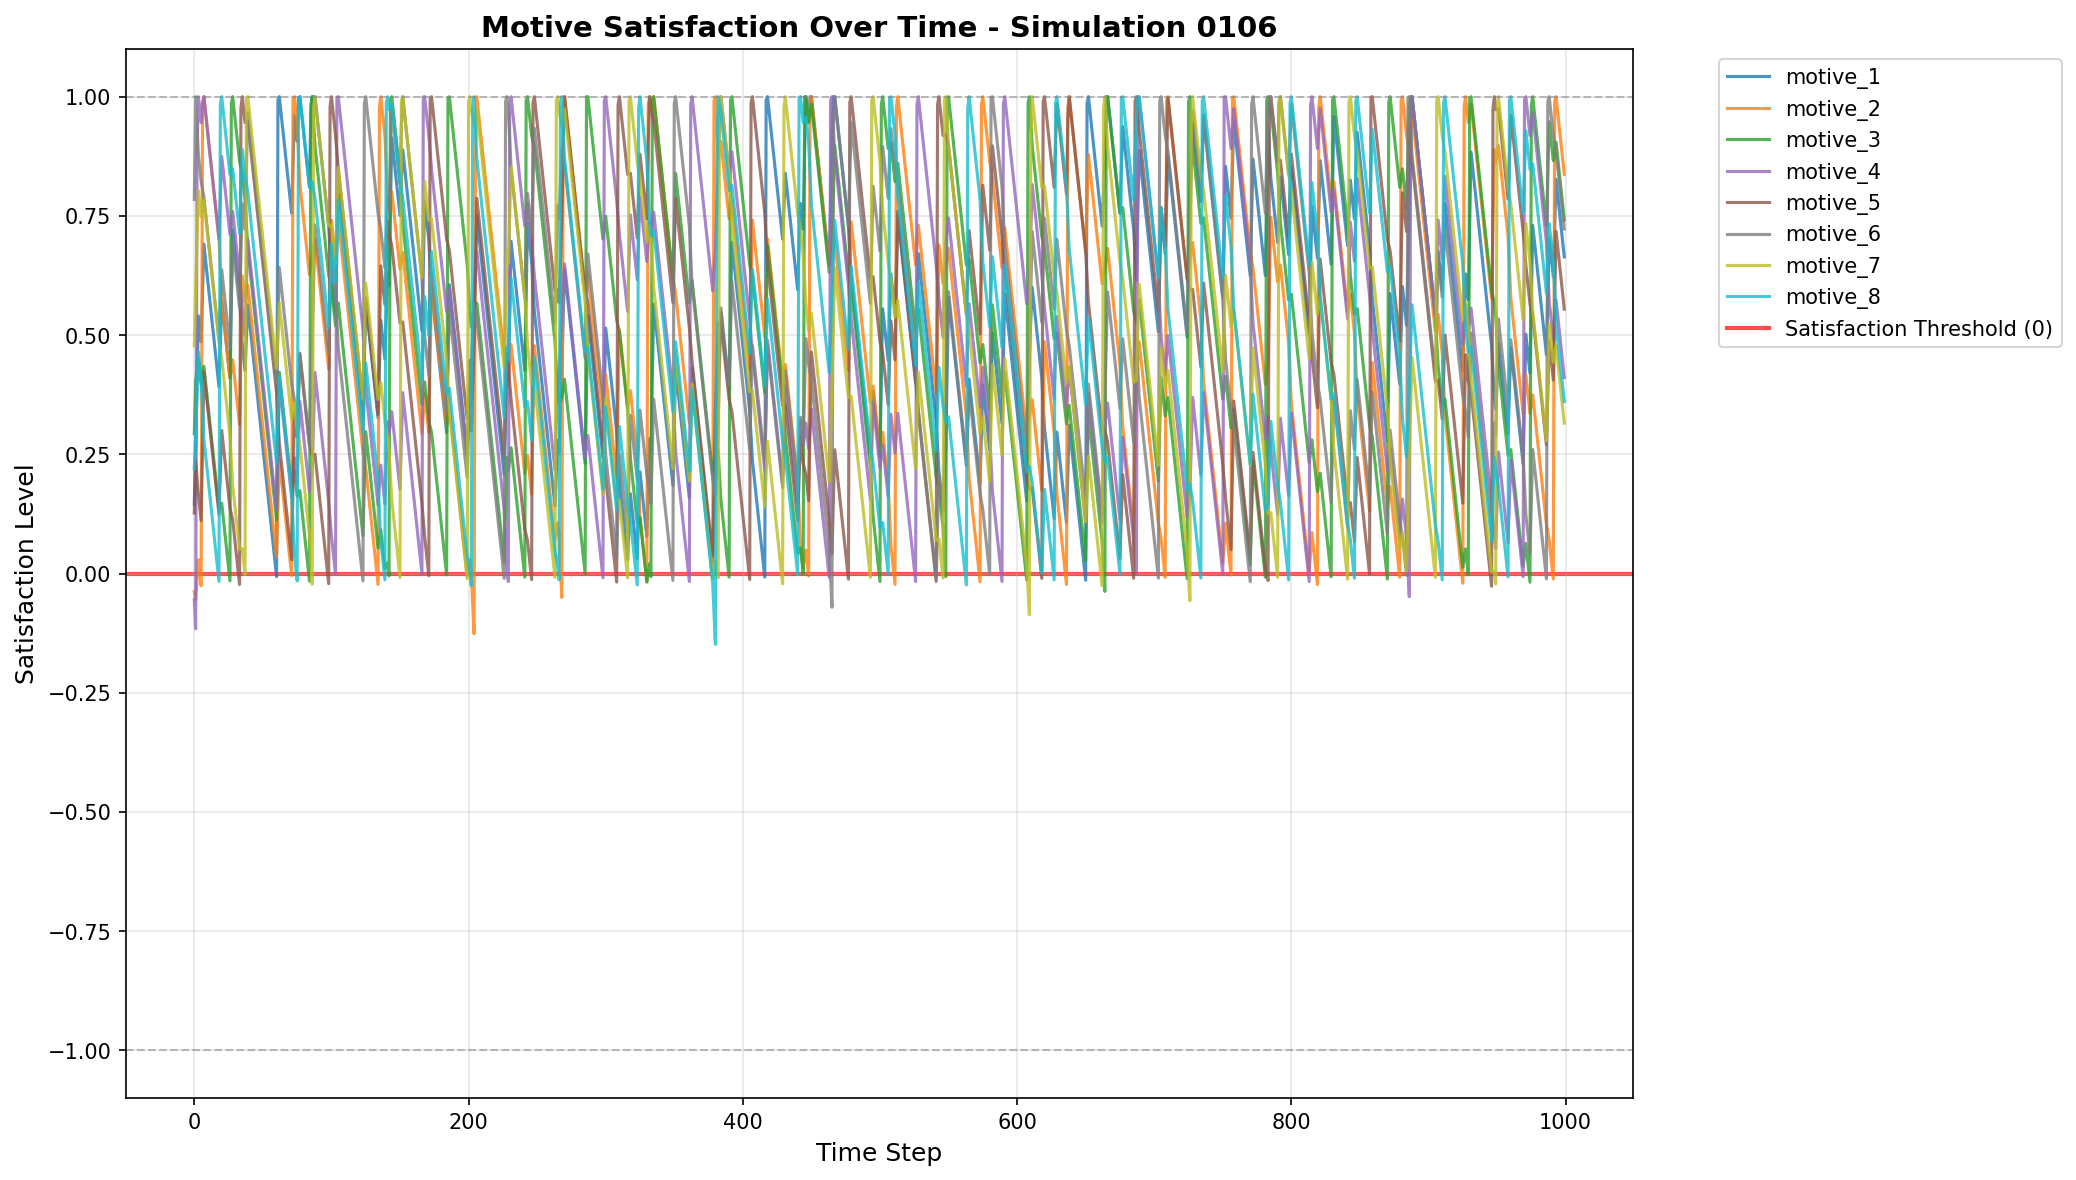 Motive Satisfaction Over Time - Simulation 0106
1.00
0.75
0.50
0.25
0.00
−0.25
−0.50
−0.75
−1.00
Satisfaction Level
0
200
400
600
800
1000
Time Step
motive_1
motive_2
motive_3
motive_4
motive_5
motive_6
motive_7
motive_8
Satisfaction Threshold (0)